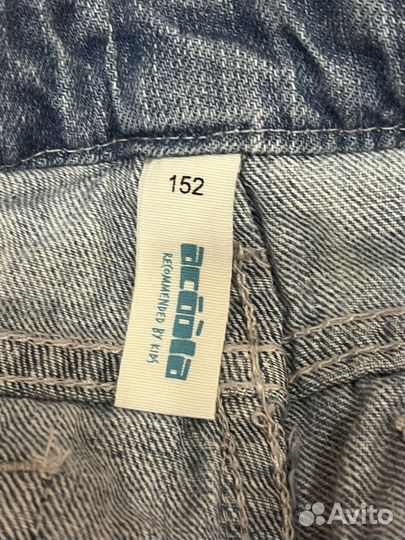 152
acoola
RECOMMENDED BY KIDS
Avito